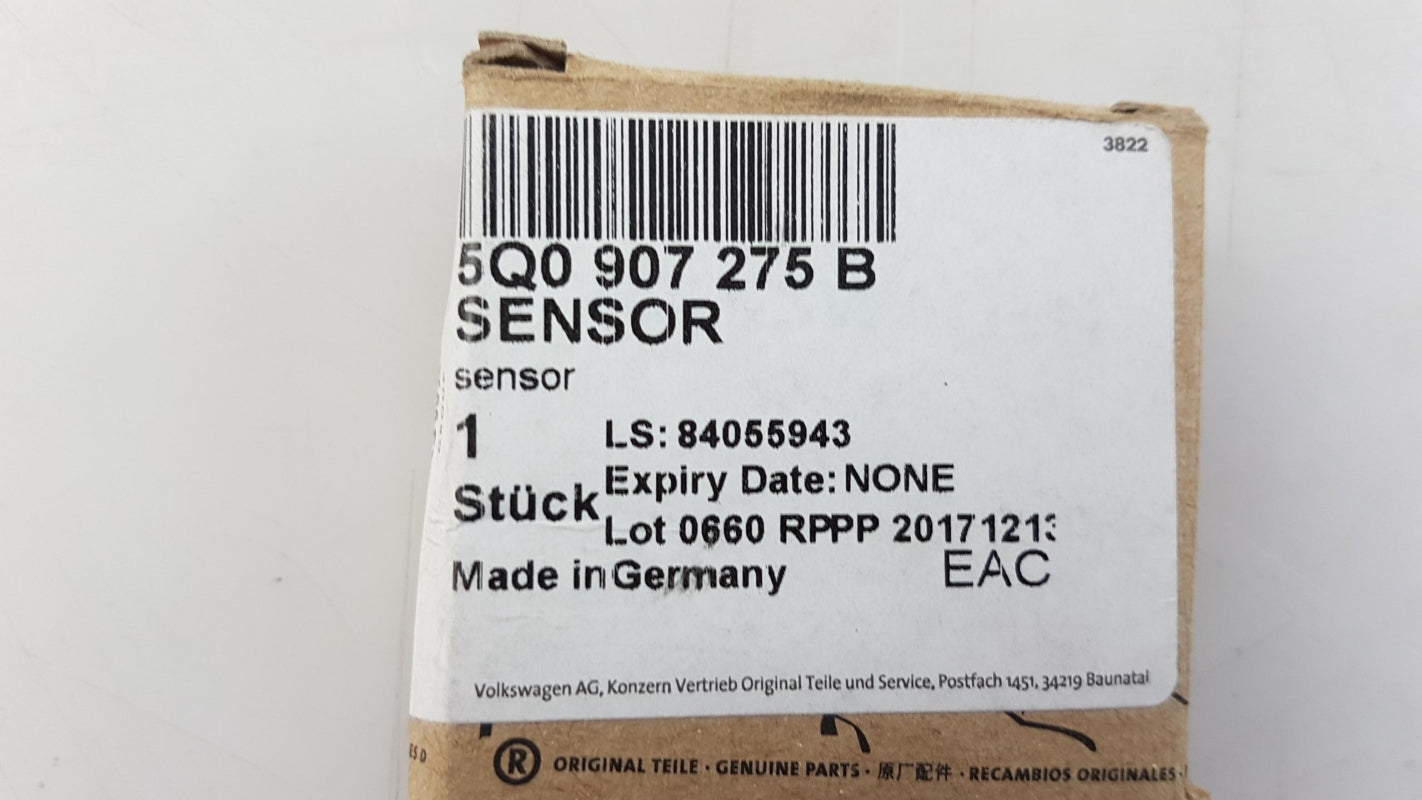 3822
5Q0 907 275 B
SENSOR
sensor
1
LS: 84055943
Expiry Date: NONE
Stück
Lot 0660 RPPP 20171213
Made in Germany
EAC
Volkswagen AG, Konzern Vertrieb Original Teile und Service, Postfach 1451, 34219 Baunatal
ES D
® ORIGINAL TEILE · GENUINE PARTS · 原厂配件 · RECAMBIOS ORIGINALES ·